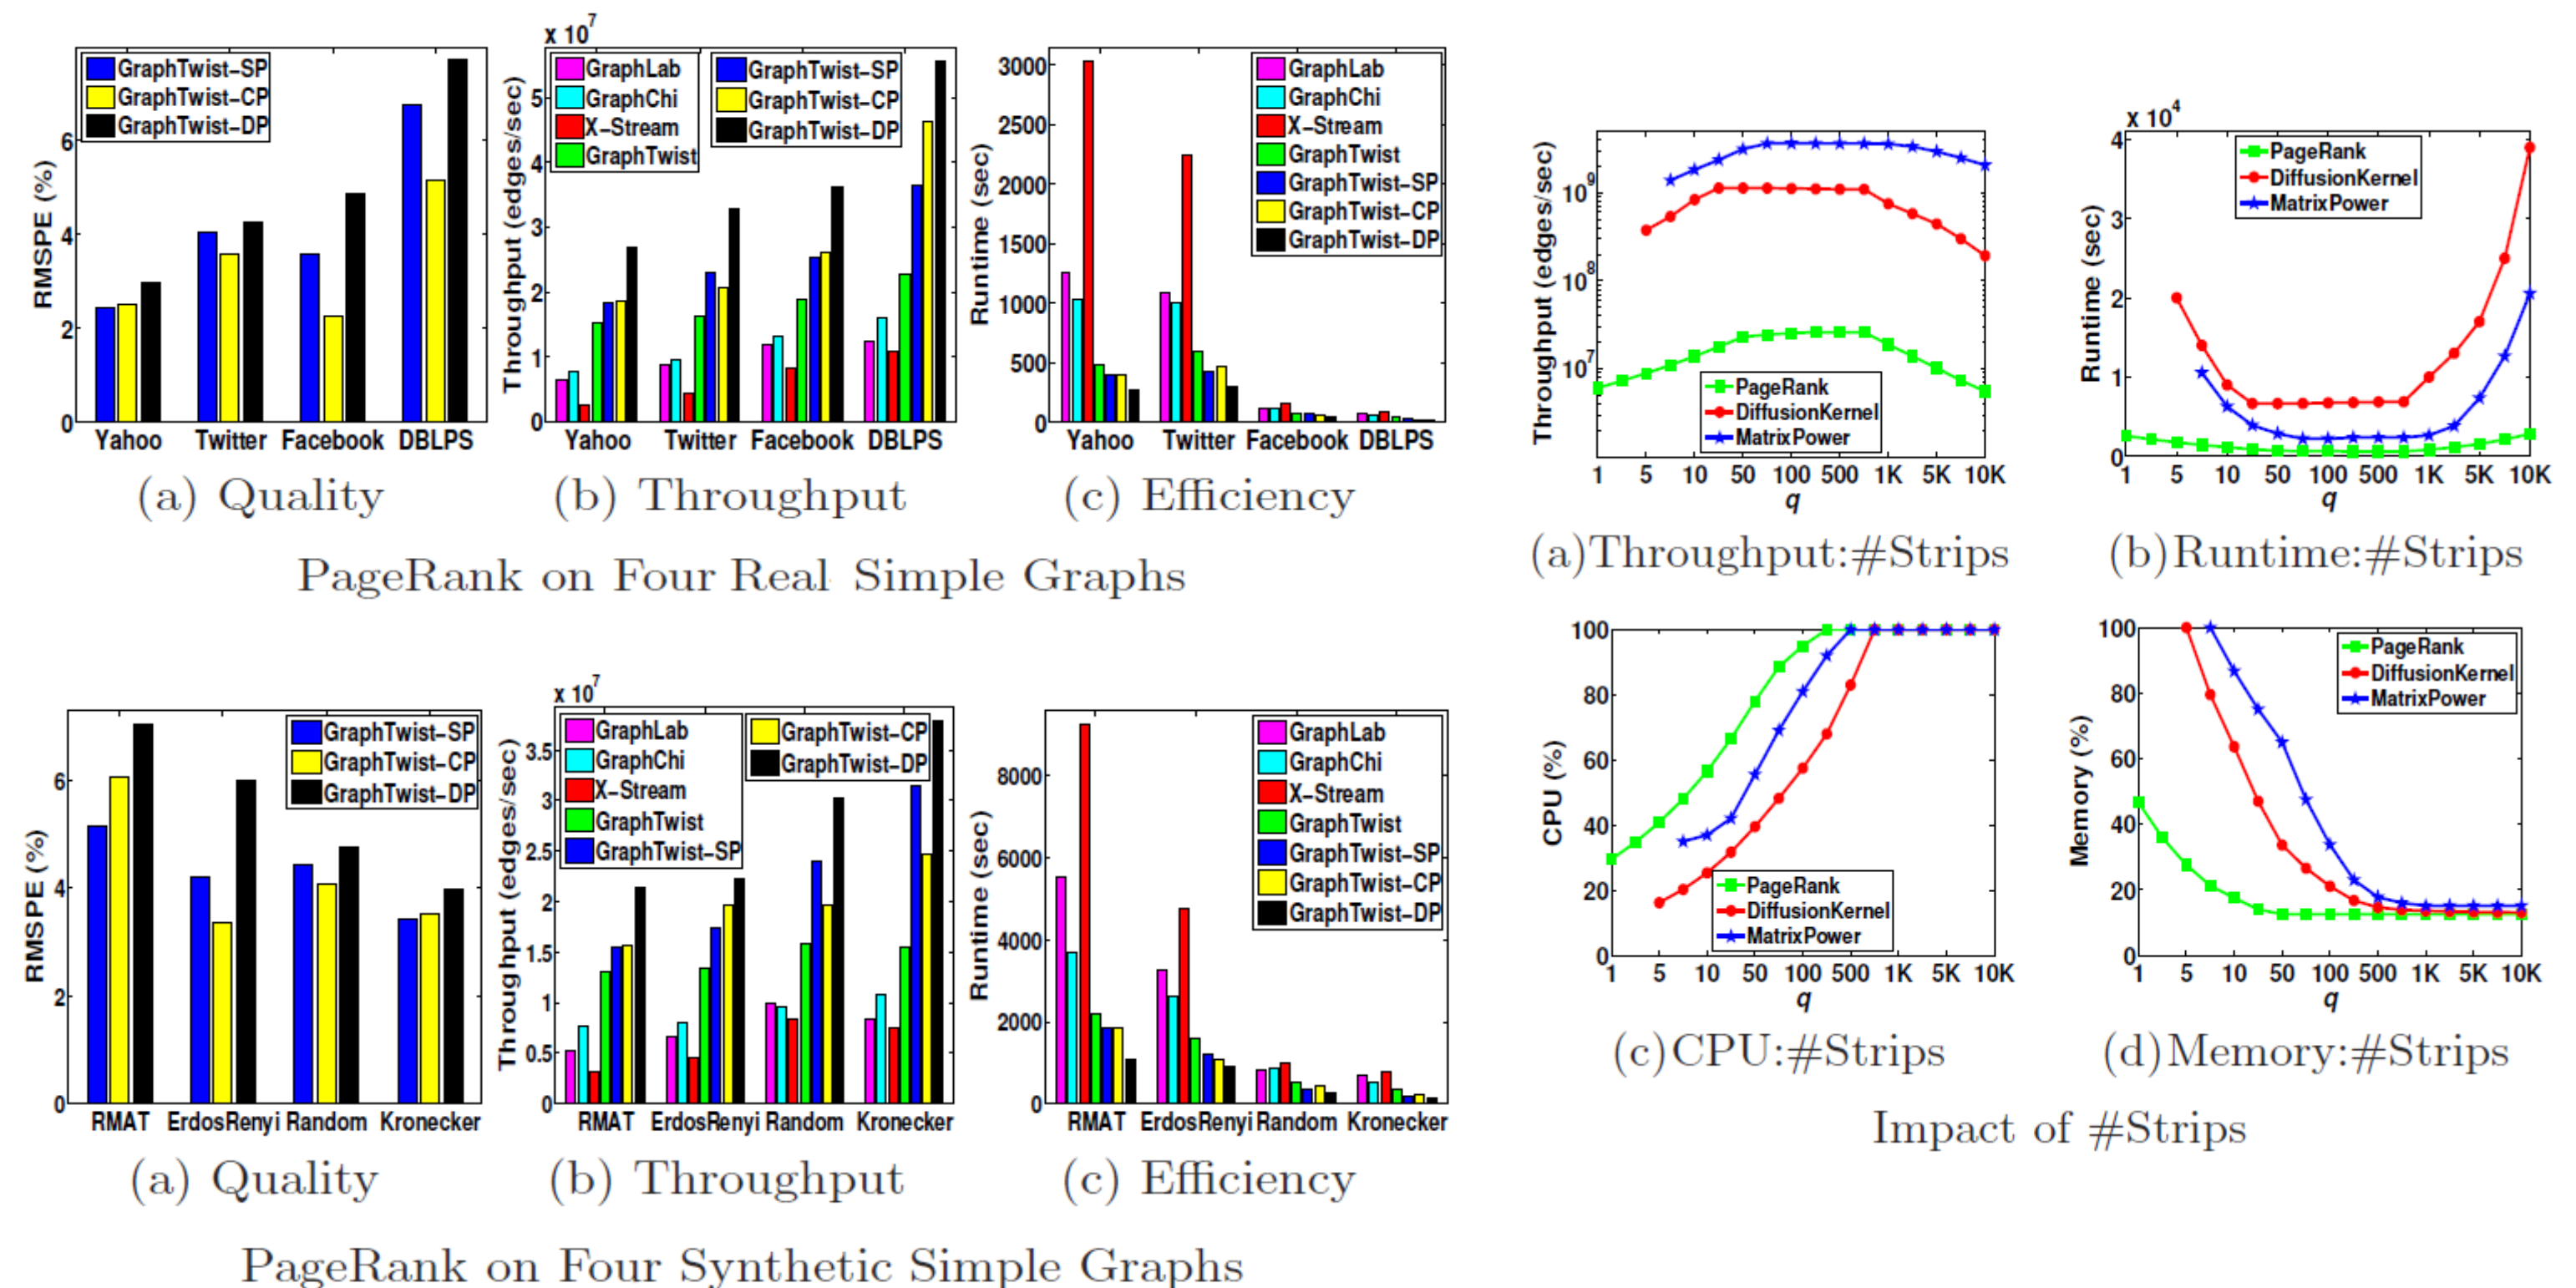 x 10^7
GraphTwist-SP
GraphTwist-CP
GraphTwist-DP
6
4
2
0
RMSPE (%)
Yahoo Twitter Facebook DBLPS
(a) Quality
GraphLab
GraphChi
X-Stream
GraphTwist
GraphTwist-SP
GraphTwist-CP
GraphTwist-DP
5
4
3
2
1
0
Throughput (edges/sec)
Yahoo Twitter Facebook DBLPS
(b) Throughput
GraphLab
GraphChi
X-Stream
GraphTwist
GraphTwist-SP
GraphTwist-CP
GraphTwist-DP
3000
2500
2000
1500
1000
500
0
Runtime (sec)
Yahoo Twitter Facebook DBLPS
(c) Efficiency
PageRank on Four Real Simple Graphs
GraphTwist-SP
GraphTwist-CP
GraphTwist-DP
6
4
2
0
RMSPE (%)
RMAT ErdosRenyi Random Kronecker
(a) Quality
x 10^7
GraphLab
GraphChi
X-Stream
GraphTwist
GraphTwist-SP
GraphTwist-CP
GraphTwist-DP
3.5
3
2.5
2
1.5
1
0.5
0
Throughput (edges/sec)
RMAT ErdosRenyi Random Kronecker
(b) Throughput
GraphLab
GraphChi
X-Stream
GraphTwist
GraphTwist-SP
GraphTwist-CP
GraphTwist-DP
8000
6000
4000
2000
0
Runtime (sec)
RMAT ErdosRenyi Random Kronecker
(c) Efficiency
PageRank on Four Synthetic Simple Graphs
10^9
10^8
10^7
Throughput (edges/sec)
PageRank
DiffusionKernel
MatrixPower
1 5 10 50 100 500 1K 5K 10K
q
(a)Throughput:#Strips
x 10^4
4
3
2
1
0
Runtime (sec)
PageRank
DiffusionKernel
MatrixPower
1 5 10 50 100 500 1K 5K 10K
q
(b)Runtime:#Strips
100
80
60
40
20
0
CPU (%)
PageRank
DiffusionKernel
MatrixPower
1 5 10 50 100 500 1K 5K 10K
q
(c)CPU:#Strips
100
80
60
40
20
0
Memory (%)
PageRank
DiffusionKernel
MatrixPower
1 5 10 50 100 500 1K 5K 10K
q
(d)Memory:#Strips
Impact of #Strips